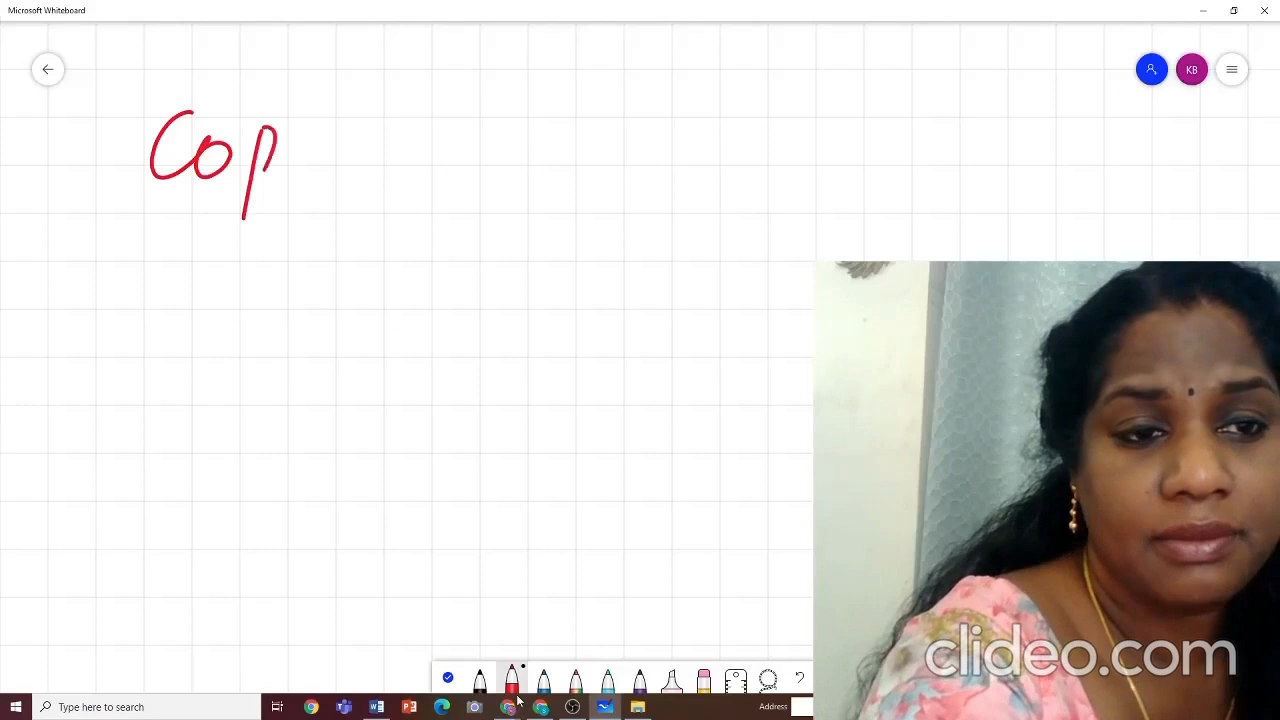 Microsoft Whiteboard
KB
Cop
clideo.com
Type here to search
Address